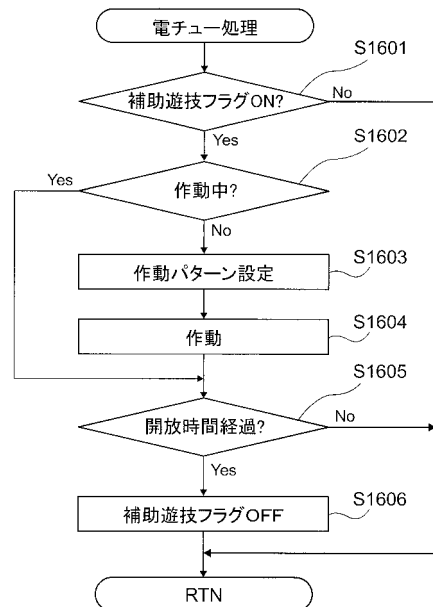 電チュー処理
S1601
補助遊技フラグON?
No
Yes
S1602
Yes
作動中?
No
S1603
作動パターン設定
S1604
作動
S1605
開放時間経過?
No
Yes
S1606
補助遊技フラグOFF
RTN